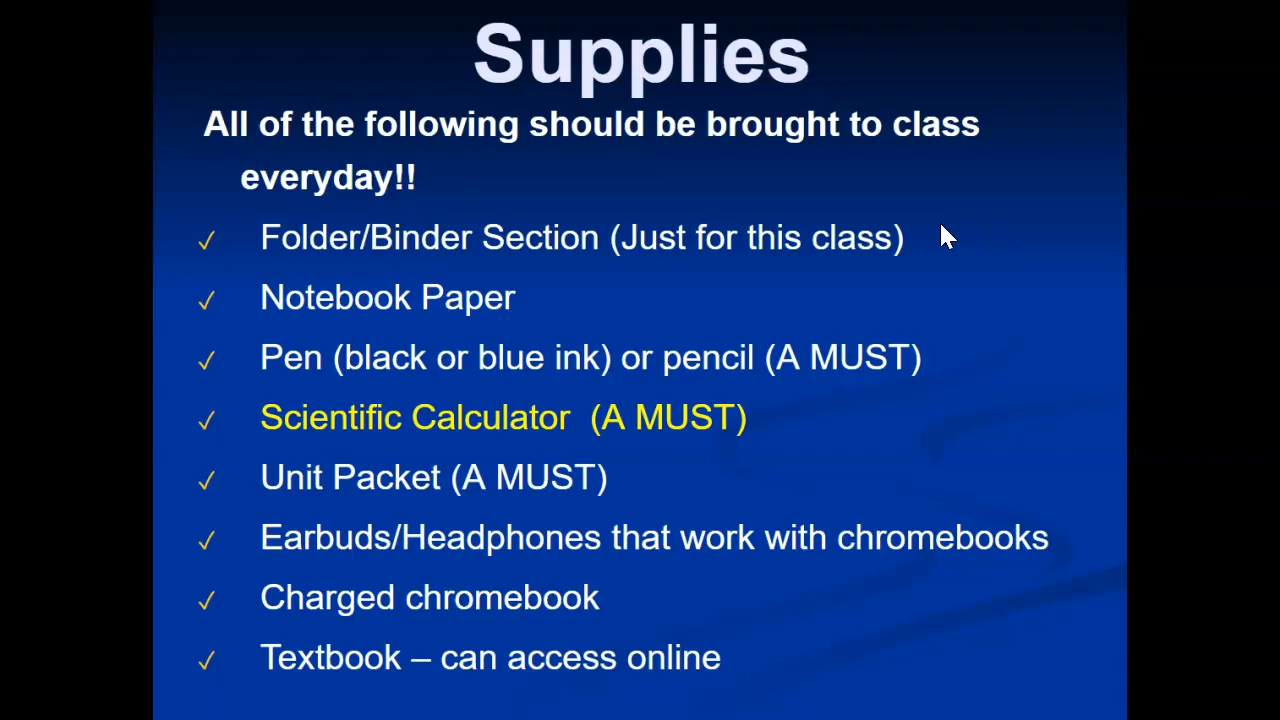 Supplies
All of the following should be brought to class
everyday!!
✓ Folder/Binder Section (Just for this class)
✓ Notebook Paper
✓ Pen (black or blue ink) or pencil (A MUST)
✓ Scientific Calculator  (A MUST)
✓ Unit Packet (A MUST)
✓ Earbuds/Headphones that work with chromebooks
✓ Charged chromebook
✓ Textbook – can access online